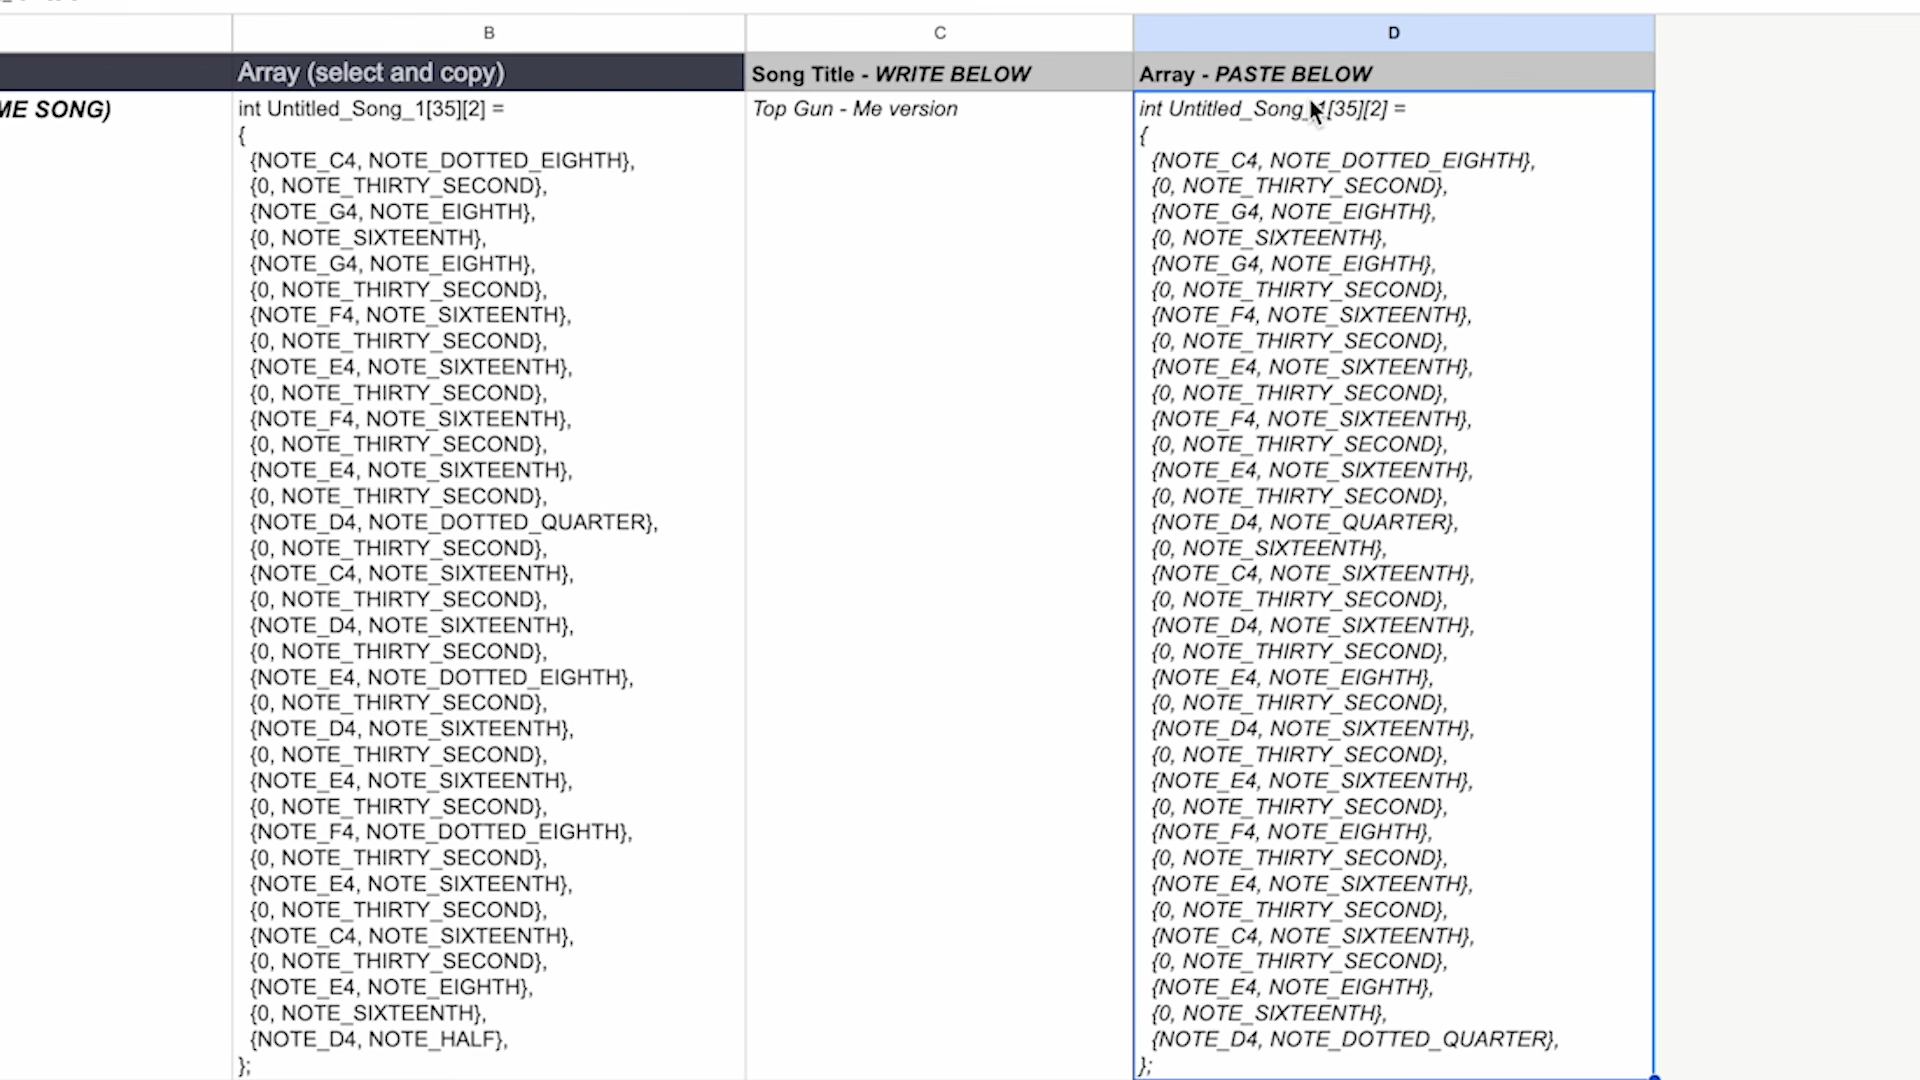 B
C
D
Array (select and copy)
Song Title - WRITE BELOW
Array - PASTE BELOW
ME SONG)
int Untitled_Song_1[35][2] =
{
{NOTE_C4, NOTE_DOTTED_EIGHTH},
{0, NOTE_THIRTY_SECOND},
{NOTE_G4, NOTE_EIGHTH},
{0, NOTE_SIXTEENTH},
{NOTE_G4, NOTE_EIGHTH},
{0, NOTE_THIRTY_SECOND},
{NOTE_F4, NOTE_SIXTEENTH},
{0, NOTE_THIRTY_SECOND},
{NOTE_E4, NOTE_SIXTEENTH},
{0, NOTE_THIRTY_SECOND},
{NOTE_F4, NOTE_SIXTEENTH},
{0, NOTE_THIRTY_SECOND},
{NOTE_E4, NOTE_SIXTEENTH},
{0, NOTE_THIRTY_SECOND},
{NOTE_D4, NOTE_DOTTED_QUARTER},
{0, NOTE_THIRTY_SECOND},
{NOTE_C4, NOTE_SIXTEENTH},
{0, NOTE_THIRTY_SECOND},
{NOTE_D4, NOTE_SIXTEENTH},
{0, NOTE_THIRTY_SECOND},
{NOTE_E4, NOTE_DOTTED_EIGHTH},
{0, NOTE_THIRTY_SECOND},
{NOTE_D4, NOTE_SIXTEENTH},
{0, NOTE_THIRTY_SECOND},
{NOTE_E4, NOTE_SIXTEENTH},
{0, NOTE_THIRTY_SECOND},
{NOTE_F4, NOTE_DOTTED_EIGHTH},
{0, NOTE_THIRTY_SECOND},
{NOTE_E4, NOTE_SIXTEENTH},
{0, NOTE_THIRTY_SECOND},
{NOTE_C4, NOTE_SIXTEENTH},
{0, NOTE_THIRTY_SECOND},
{NOTE_E4, NOTE_EIGHTH},
{0, NOTE_SIXTEENTH},
{NOTE_D4, NOTE_HALF},
};
Top Gun - Me version
int Untitled_Song_1[35][2] =
{
{NOTE_C4, NOTE_DOTTED_EIGHTH},
{0, NOTE_THIRTY_SECOND},
{NOTE_G4, NOTE_EIGHTH},
{0, NOTE_SIXTEENTH},
{NOTE_G4, NOTE_EIGHTH},
{0, NOTE_THIRTY_SECOND},
{NOTE_F4, NOTE_SIXTEENTH},
{0, NOTE_THIRTY_SECOND},
{NOTE_E4, NOTE_SIXTEENTH},
{0, NOTE_THIRTY_SECOND},
{NOTE_F4, NOTE_SIXTEENTH},
{0, NOTE_THIRTY_SECOND},
{NOTE_E4, NOTE_SIXTEENTH},
{0, NOTE_THIRTY_SECOND},
{NOTE_D4, NOTE_QUARTER},
{0, NOTE_SIXTEENTH},
{NOTE_C4, NOTE_SIXTEENTH},
{0, NOTE_THIRTY_SECOND},
{NOTE_D4, NOTE_SIXTEENTH},
{0, NOTE_THIRTY_SECOND},
{NOTE_E4, NOTE_EIGHTH},
{0, NOTE_THIRTY_SECOND},
{NOTE_D4, NOTE_SIXTEENTH},
{0, NOTE_THIRTY_SECOND},
{NOTE_E4, NOTE_SIXTEENTH},
{0, NOTE_THIRTY_SECOND},
{NOTE_F4, NOTE_EIGHTH},
{0, NOTE_THIRTY_SECOND},
{NOTE_E4, NOTE_SIXTEENTH},
{0, NOTE_THIRTY_SECOND},
{NOTE_C4, NOTE_SIXTEENTH},
{0, NOTE_THIRTY_SECOND},
{NOTE_E4, NOTE_EIGHTH},
{0, NOTE_SIXTEENTH},
{NOTE_D4, NOTE_DOTTED_QUARTER},
};